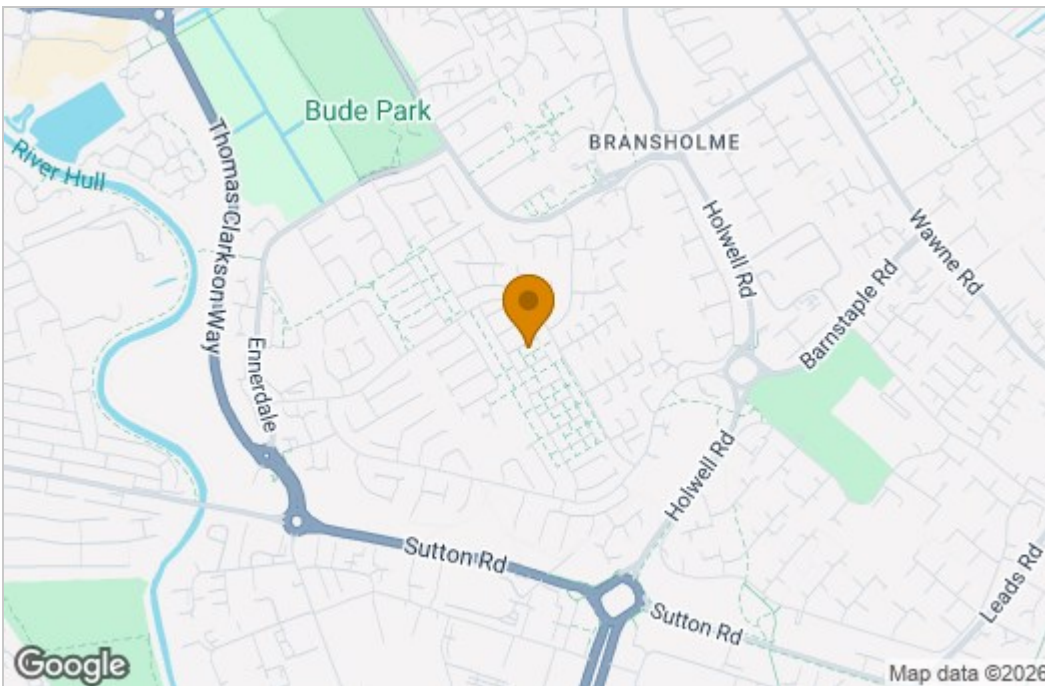 Bude Park
BRANSHOLME
River Hull
Thomas Clarkson Way
Holwell Rd
Wawne Rd
Barnstaple Rd
Ennerdale
Holwell Rd
Sutton Rd
Leads Rd
Sutton Rd
Google
Map data ©2026